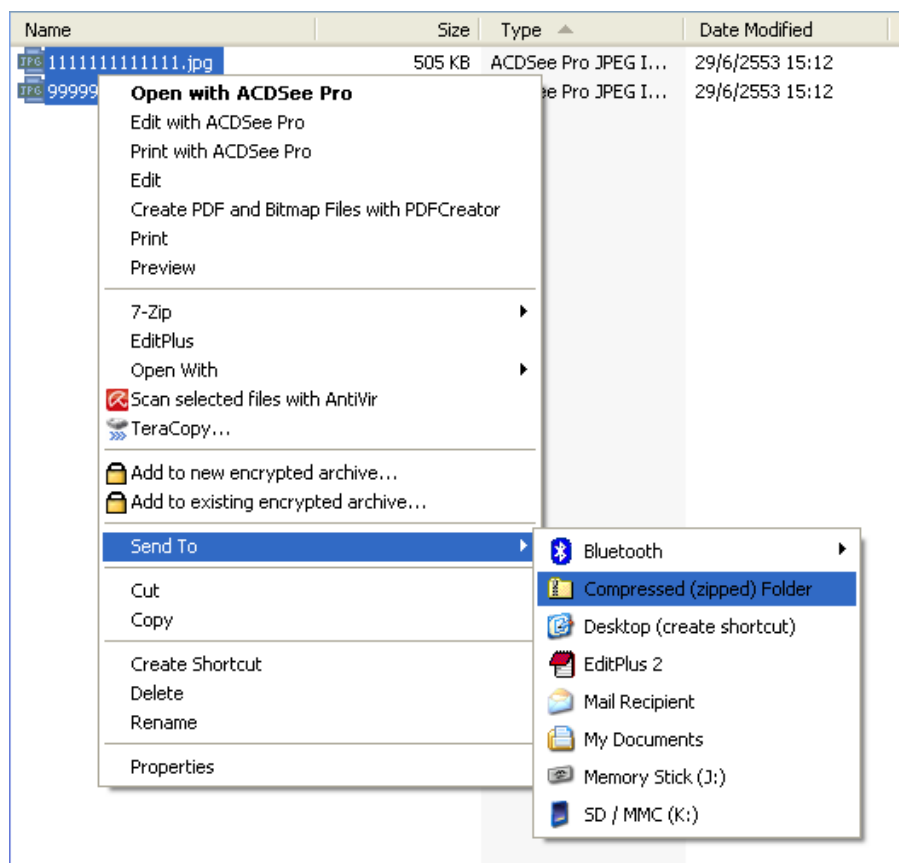 Name Size Type Date Modified
1111111111111.jpg 505 KB ACDSee Pro JPEG I... 29/6/2553 15:12
99999 ee Pro JPEG I... 29/6/2553 15:12
Open with ACDSee Pro
Edit with ACDSee Pro
Print with ACDSee Pro
Edit
Create PDF and Bitmap Files with PDFCreator
Print
Preview
7-Zip
EditPlus
Open With
Scan selected files with AntiVir
TeraCopy...
Add to new encrypted archive...
Add to existing encrypted archive...
Send To
Cut
Copy
Create Shortcut
Delete
Rename
Properties
Bluetooth
Compressed (zipped) Folder
Desktop (create shortcut)
EditPlus 2
Mail Recipient
My Documents
Memory Stick (J:)
SD / MMC (K:)